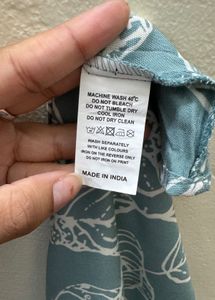 MACHINE WASH 40°C
DO NOT BLEACH
DO NOT TUMBLE DRY
COOL IRON
DO NOT DRY CLEAN
WASH SEPARATELY
WITH LIKE COLOURS
IRON ON THE REVERSE ONLY
DO NOT IRON ON PRINT
MADE IN INDIA